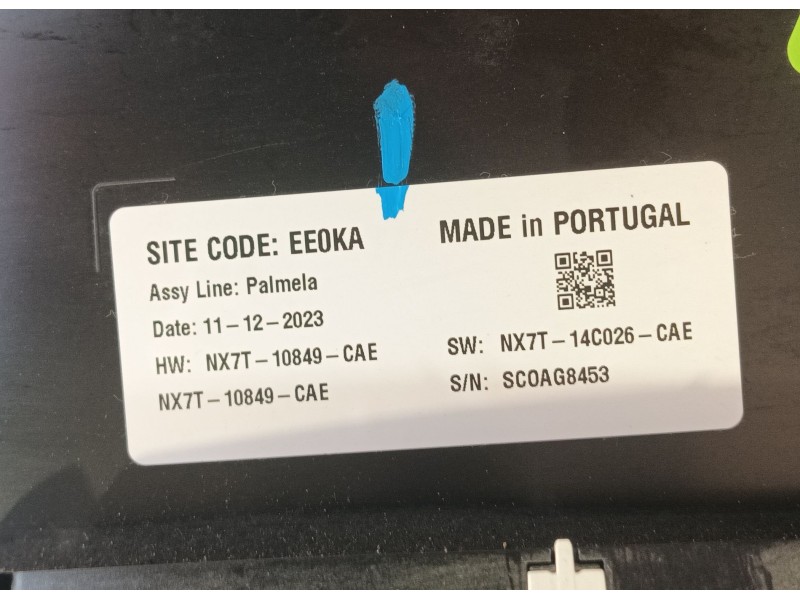 SITE CODE: EE0KA
Assy Line: Palmela
Date: 11-12-2023
HW: NX7T-10849-CAE
NX7T-10849-CAE
MADE in PORTUGAL
SW: NX7T-14C026-CAE
S/N: SCOAG8453